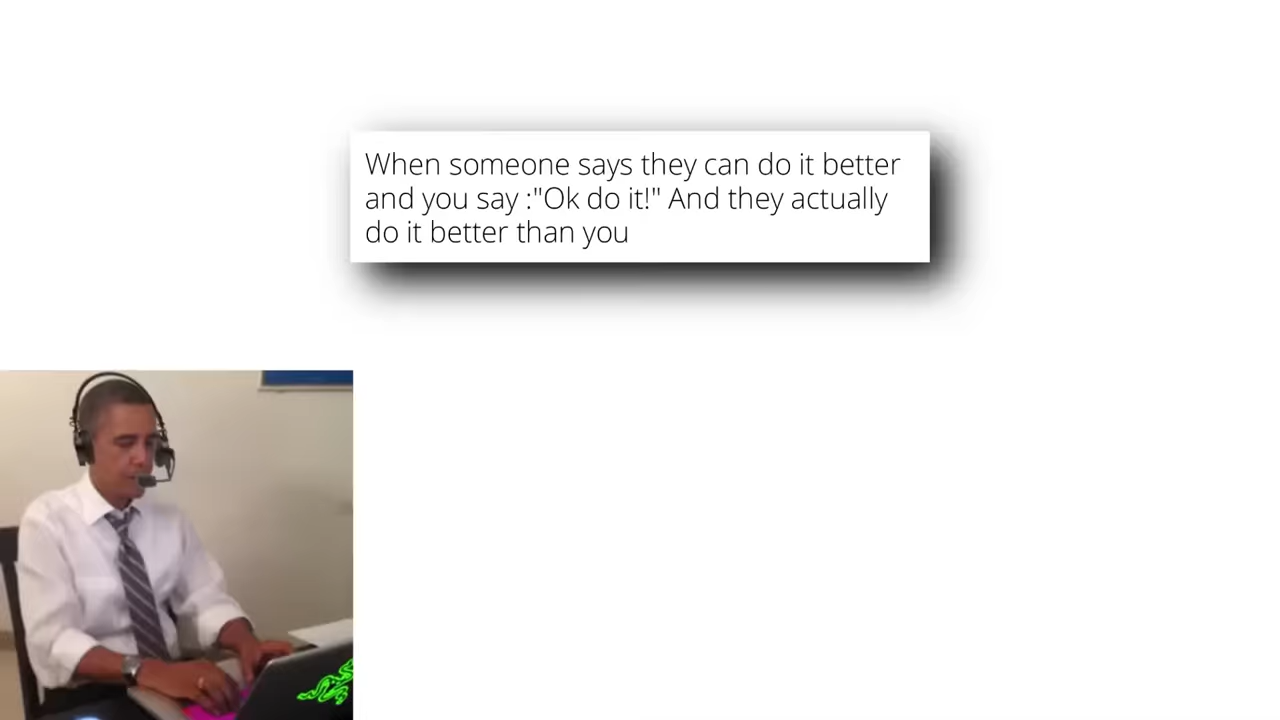 When someone says they can do it better
and you say :"Ok do it!" And they actually
do it better than you